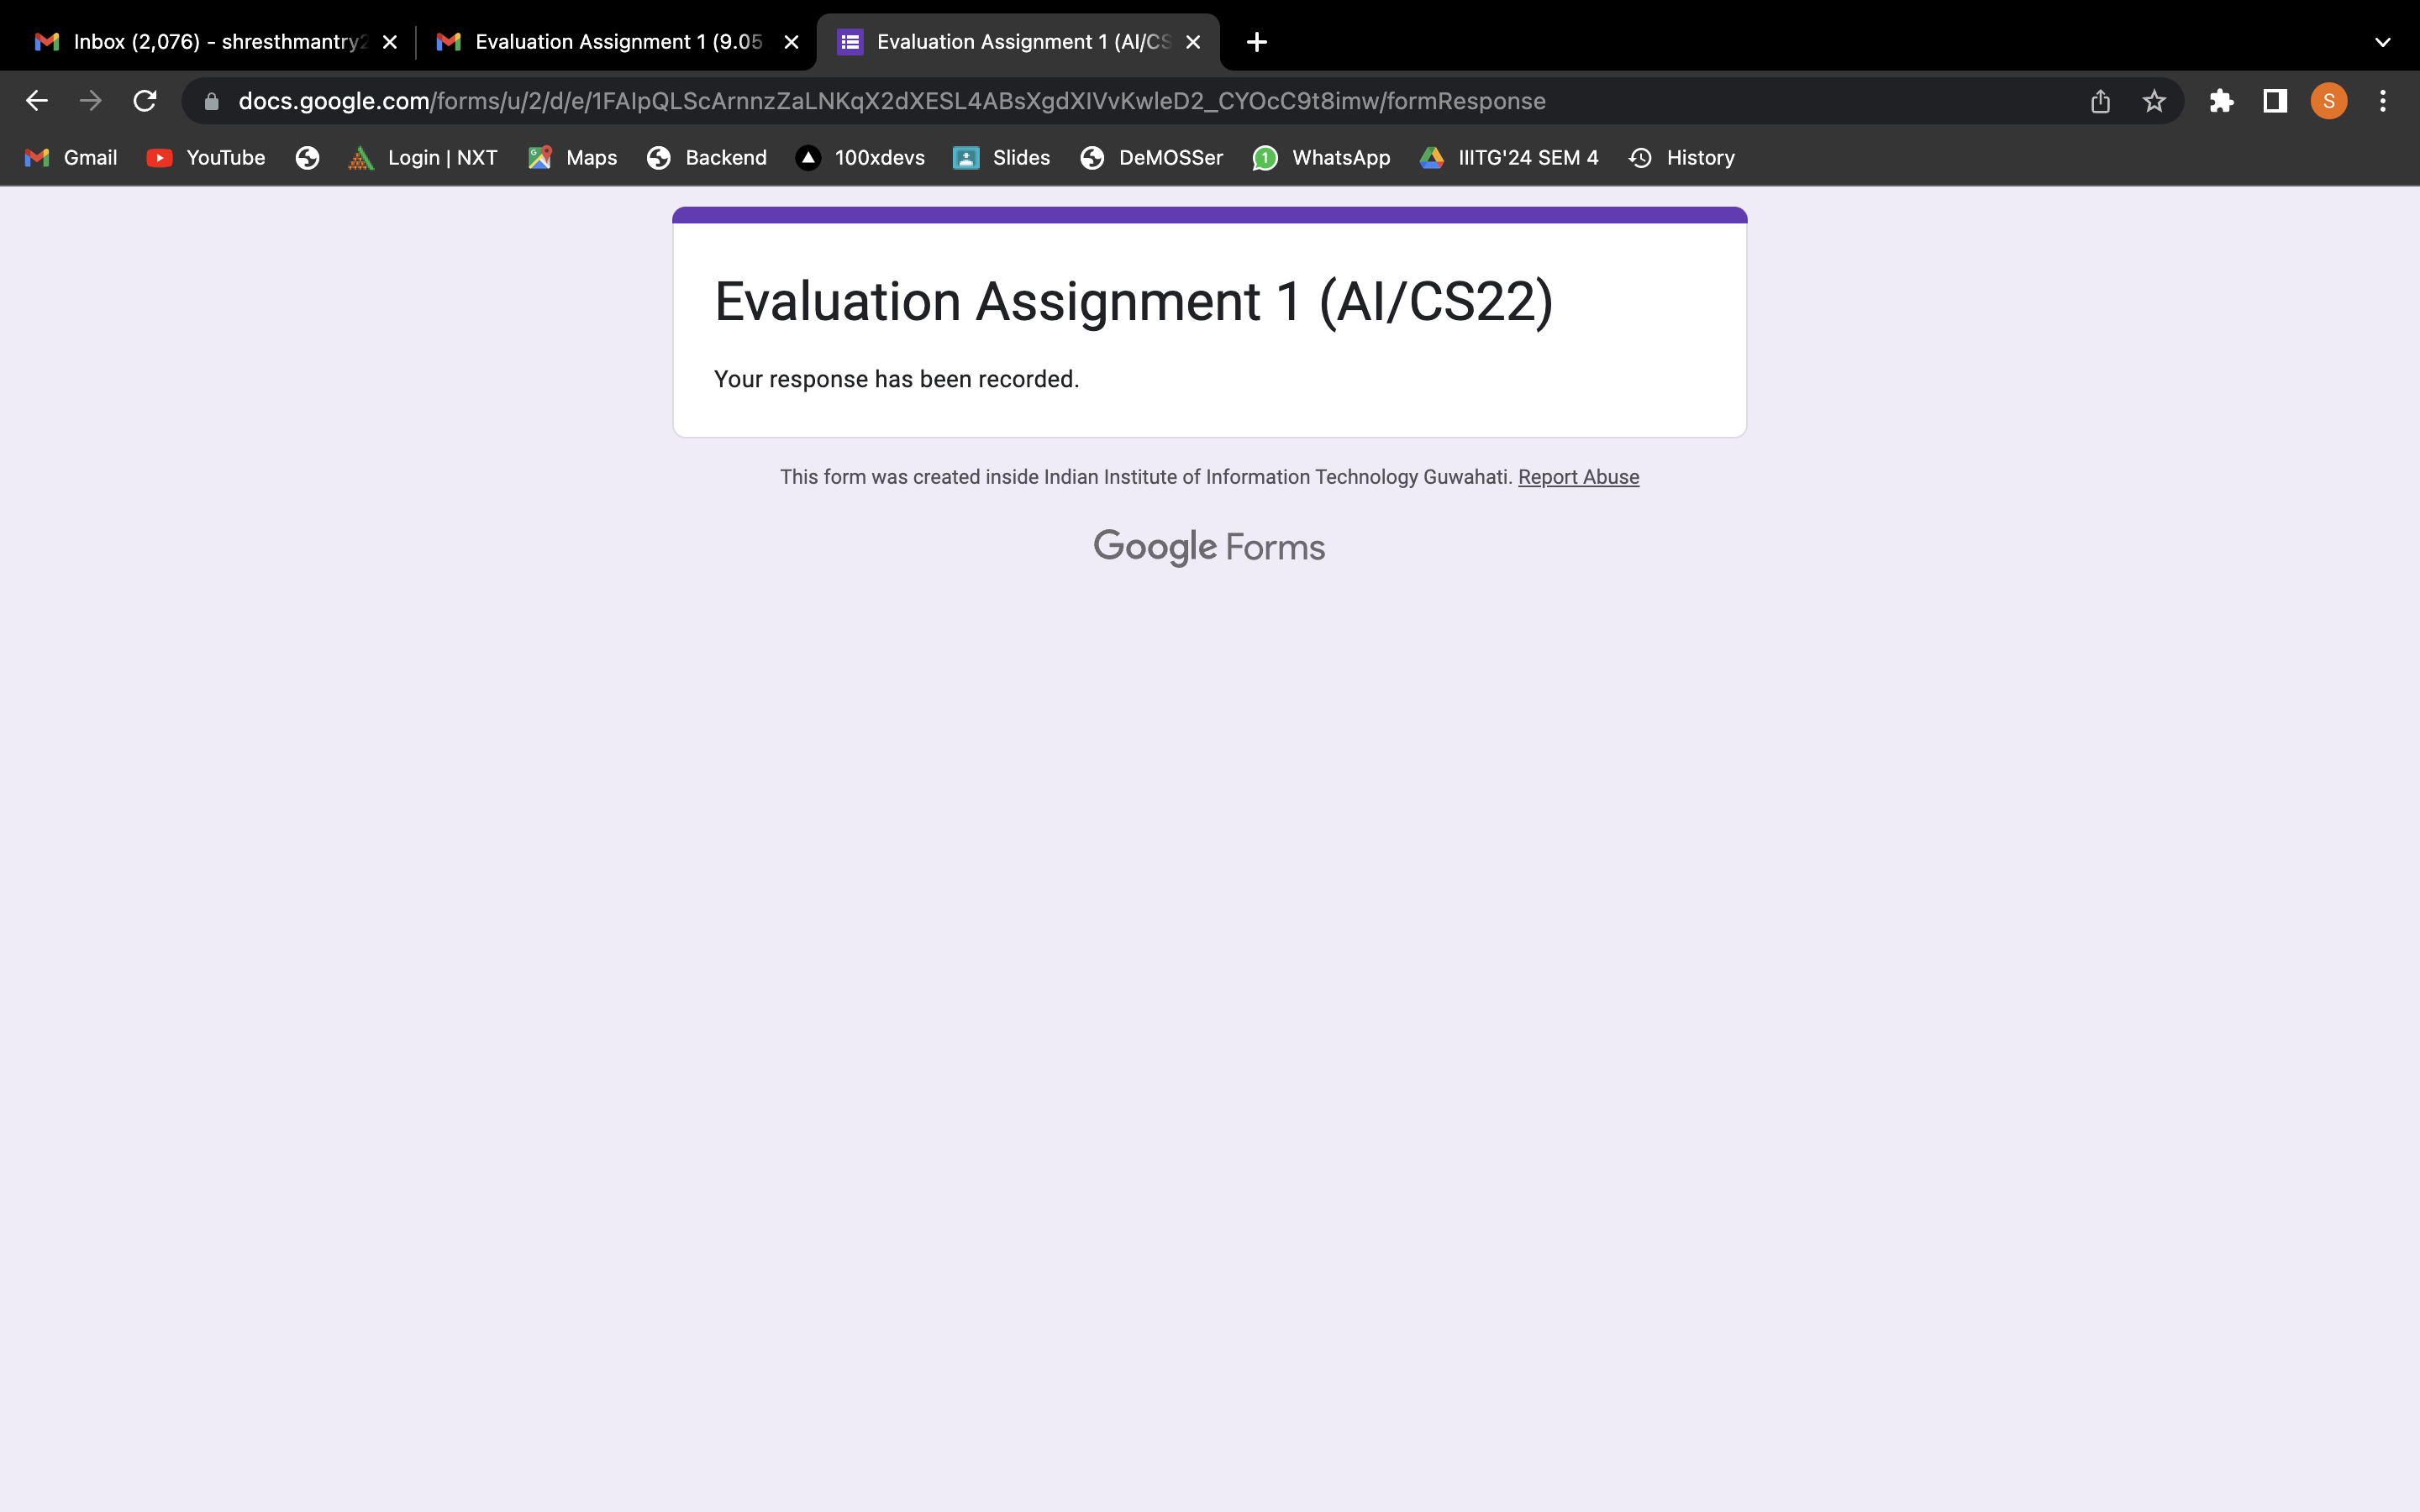 Inbox (2,076) - shresthmantry2
Evaluation Assignment 1 (9.05
Evaluation Assignment 1 (AI/CS
docs.google.com/forms/u/2/d/e/1FAIpQLScArnnzZaLNKqX2dXESL4ABsXgdXIVvKwleD2_CYOcC9t8imw/formResponse
S
Gmail YouTube Login | NXT Maps Backend 100xdevs Slides DeMOSSer 1 WhatsApp IIITG'24 SEM 4 History
Evaluation Assignment 1 (AI/CS22)
Your response has been recorded.
This form was created inside Indian Institute of Information Technology Guwahati. Report Abuse
Google Forms